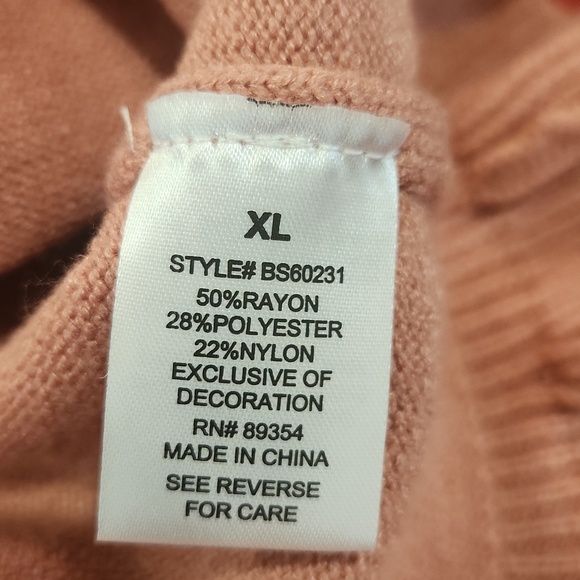 XL
STYLE# BS60231
50%RAYON
28%POLYESTER
22%NYLON
EXCLUSIVE OF
DECORATION
RN# 89354
MADE IN CHINA
SEE REVERSE
FOR CARE